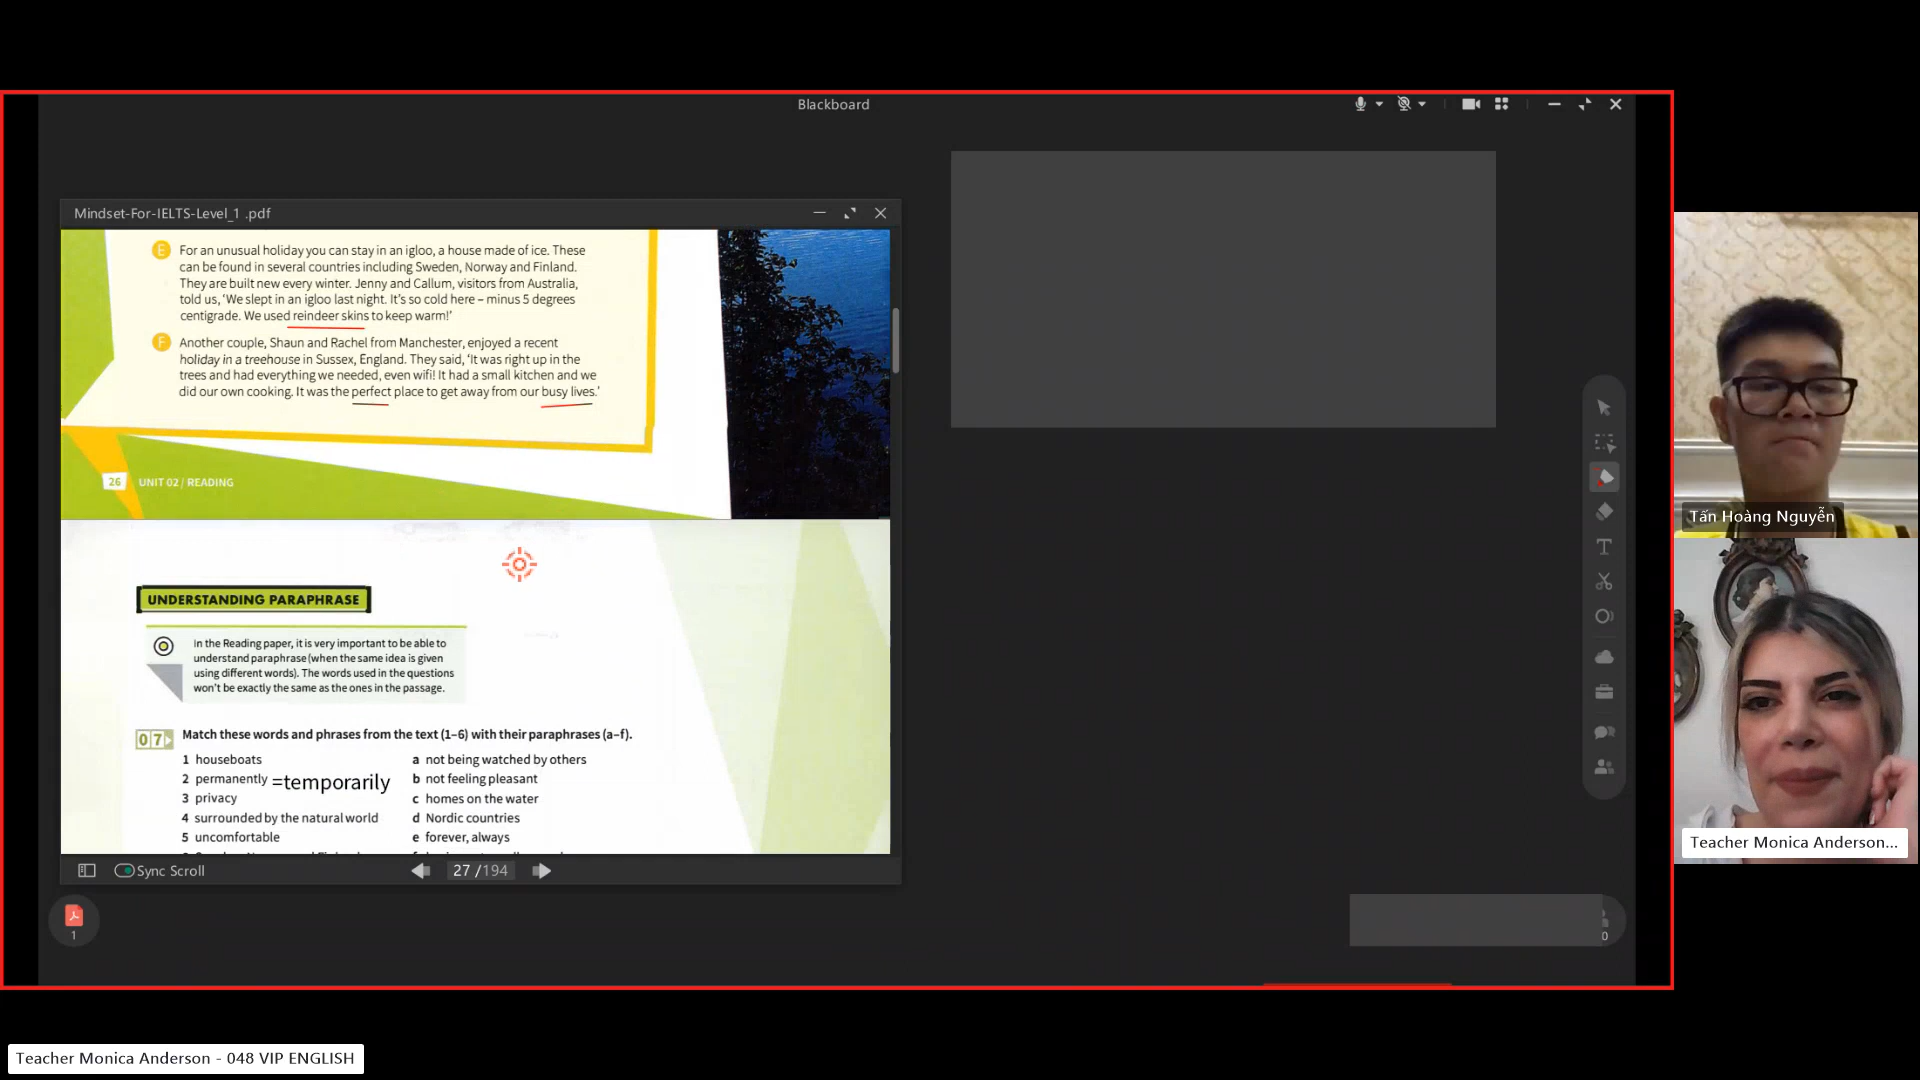 Blackboard
Mindset-For-IELTS-Level_1 .pdf
E For an unusual holiday you can stay in an igloo, a house made of ice. These
can be found in several countries including Sweden, Norway and Finland.
They are built new every winter. Jenny and Callum, visitors from Australia,
told us, ‘We slept in an igloo last night. It’s so cold here – minus 5 degrees
centigrade. We used reindeer skins to keep warm!’
F Another couple, Shaun and Rachel from Manchester, enjoyed a recent
holiday in a treehouse in Sussex, England. They said, ‘It was right up in the
trees and had everything we needed, even wifi! It had a small kitchen and we
did our own cooking. It was the perfect place to get away from our busy lives.’
26 UNIT 02 / READING
UNDERSTANDING PARAPHRASE
In the Reading paper, it is very important to be able to
understand paraphrase (when the same idea is given
using different words). The words used in the questions
won’t be exactly the same as the ones in the passage.
07 Match these words and phrases from the text (1–6) with their paraphrases (a–f).
1 houseboats
2 permanently =temporarily
3 privacy
4 surrounded by the natural world
5 uncomfortable
a not being watched by others
b not feeling pleasant
c homes on the water
d Nordic countries
e forever, always
Sync Scroll
27 /194
1
0
Tấn Hoàng Nguyễn
Teacher Monica Anderson...
Teacher Monica Anderson - 048 VIP ENGLISH